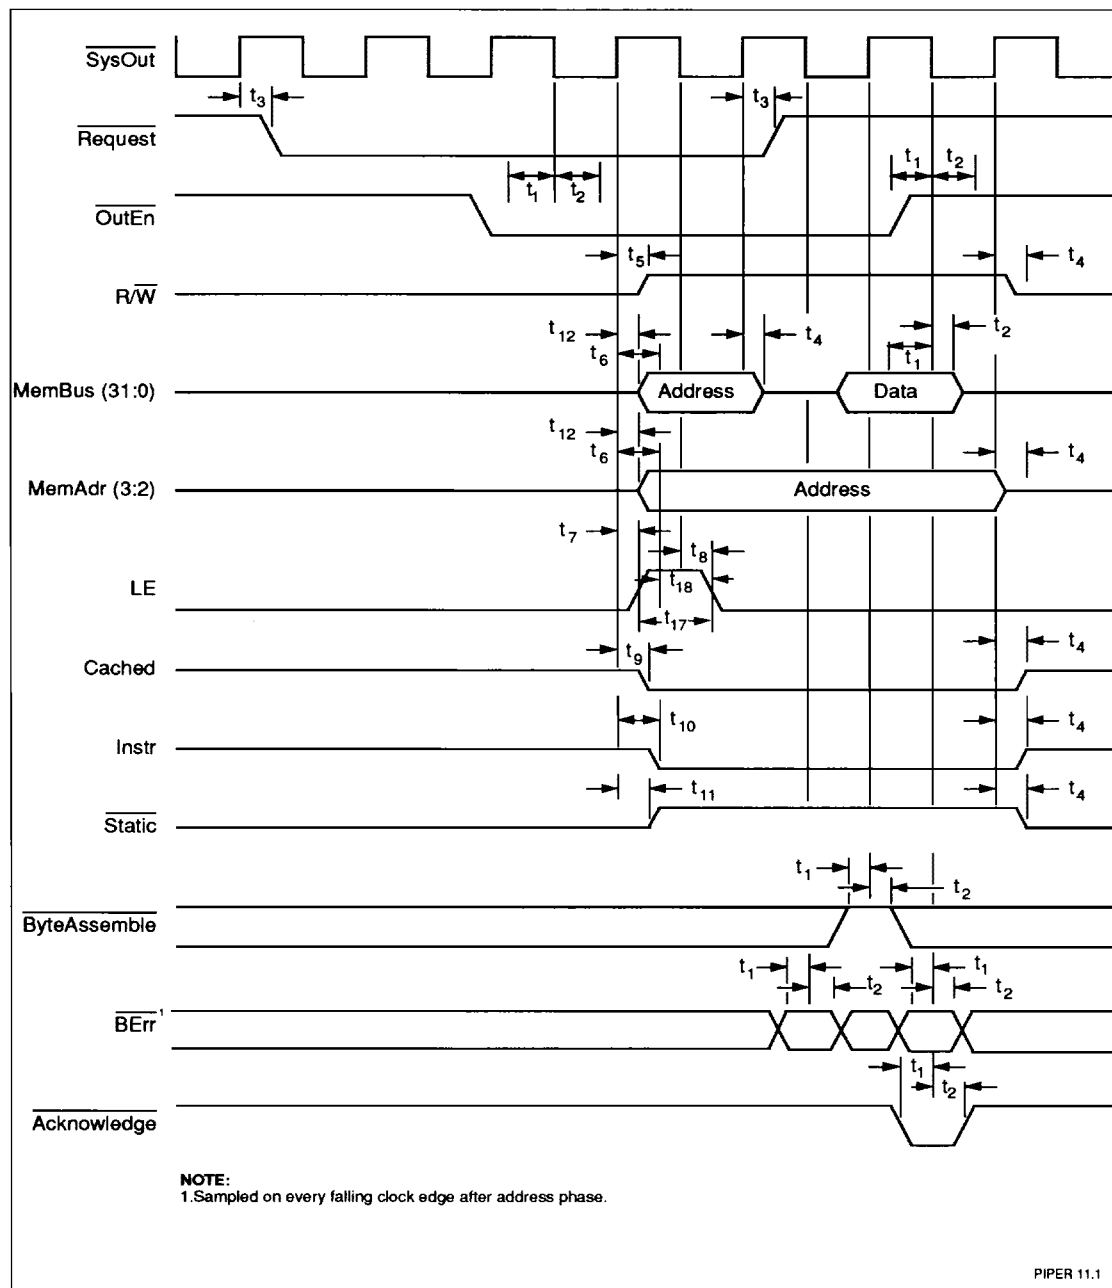 SysOut
t3 t3
Request
t1 t2 t1 t2
OutEn
t5 t4
R/W
t12 t4 t2
t6 t1
MemBus (31:0) Address Data
t12
t6 t4
MemAdr (3:2) Address
t7 t8
LE t18
t17
t9 t4
Cached
t10 t4
Instr
t11 t4
Static
t1 t2
ByteAssemble
t1 t2 t1 t2
BErr 1
t1 t2
Acknowledge
NOTE:
1.Sampled on every falling clock edge after address phase.
PIPER 11.1